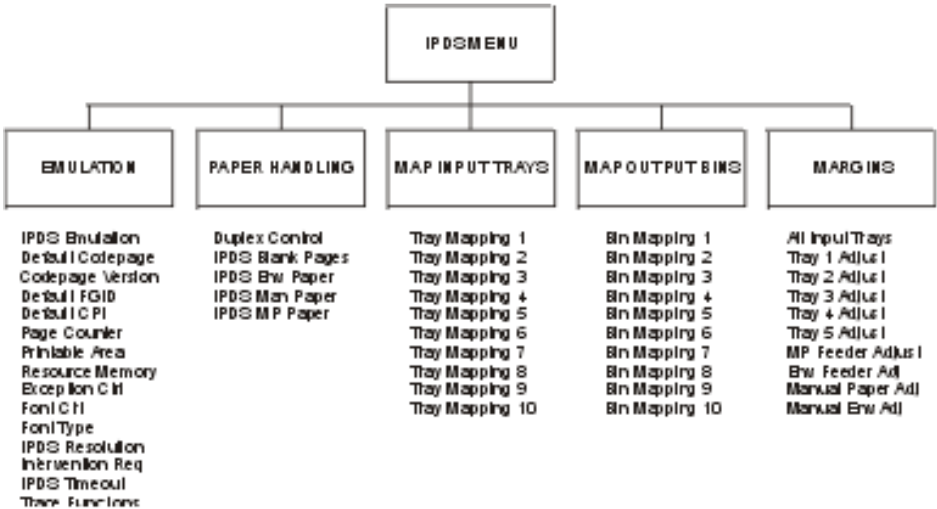 IPDS MENU
EMULATION
IPDS Emulation
Default Codepage
Codepage Version
Default FGID
Default CPI
Page Counter
Printable Area
Resource Memory
Exception Ctrl
Font Ctl
Font Type
IPDS Resolution
Intervention Req
IPDS Timeout
Trace Functions
PAPER HANDLING
Duplex Control
IPDS Blank Pages
IPDS Env Paper
IPDS Man Paper
IPDS MP Paper
MAP INPUT TRAYS
Tray Mapping 1
Tray Mapping 2
Tray Mapping 3
Tray Mapping 4
Tray Mapping 5
Tray Mapping 6
Tray Mapping 7
Tray Mapping 8
Tray Mapping 9
Tray Mapping 10
MAP OUTPUT BINS
Bin Mapping 1
Bin Mapping 2
Bin Mapping 3
Bin Mapping 4
Bin Mapping 5
Bin Mapping 6
Bin Mapping 7
Bin Mapping 8
Bin Mapping 9
Bin Mapping 10
MARGINS
All Input Trays
Tray 1 Adjust
Tray 2 Adjust
Tray 3 Adjust
Tray 4 Adjust
Tray 5 Adjust
MP Feeder Adjust
Env Feeder Adj
Manual Paper Adj
Manual Env Adj